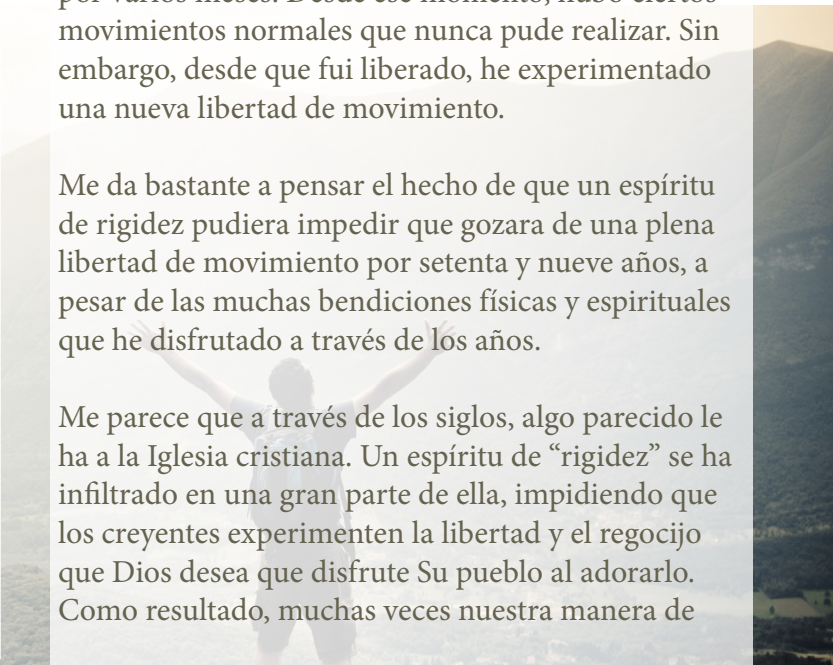 por varios meses. Desde ese momento, hubo ciertos
movimientos normales que nunca pude realizar. Sin
embargo, desde que fui liberado, he experimentado
una nueva libertad de movimiento.
Me da bastante a pensar el hecho de que un espíritu
de rigidez pudiera impedir que gozara de una plena
libertad de movimiento por setenta y nueve años, a
pesar de las muchas bendiciones físicas y espirituales
que he disfrutado a través de los años.
Me parece que a través de los siglos, algo parecido le
ha a la Iglesia cristiana. Un espíritu de “rigidez” se ha
infiltrado en una gran parte de ella, impidiendo que
los creyentes experimenten la libertad y el regocijo
que Dios desea que disfrute Su pueblo al adorarlo.
Como resultado, muchas veces nuestra manera de